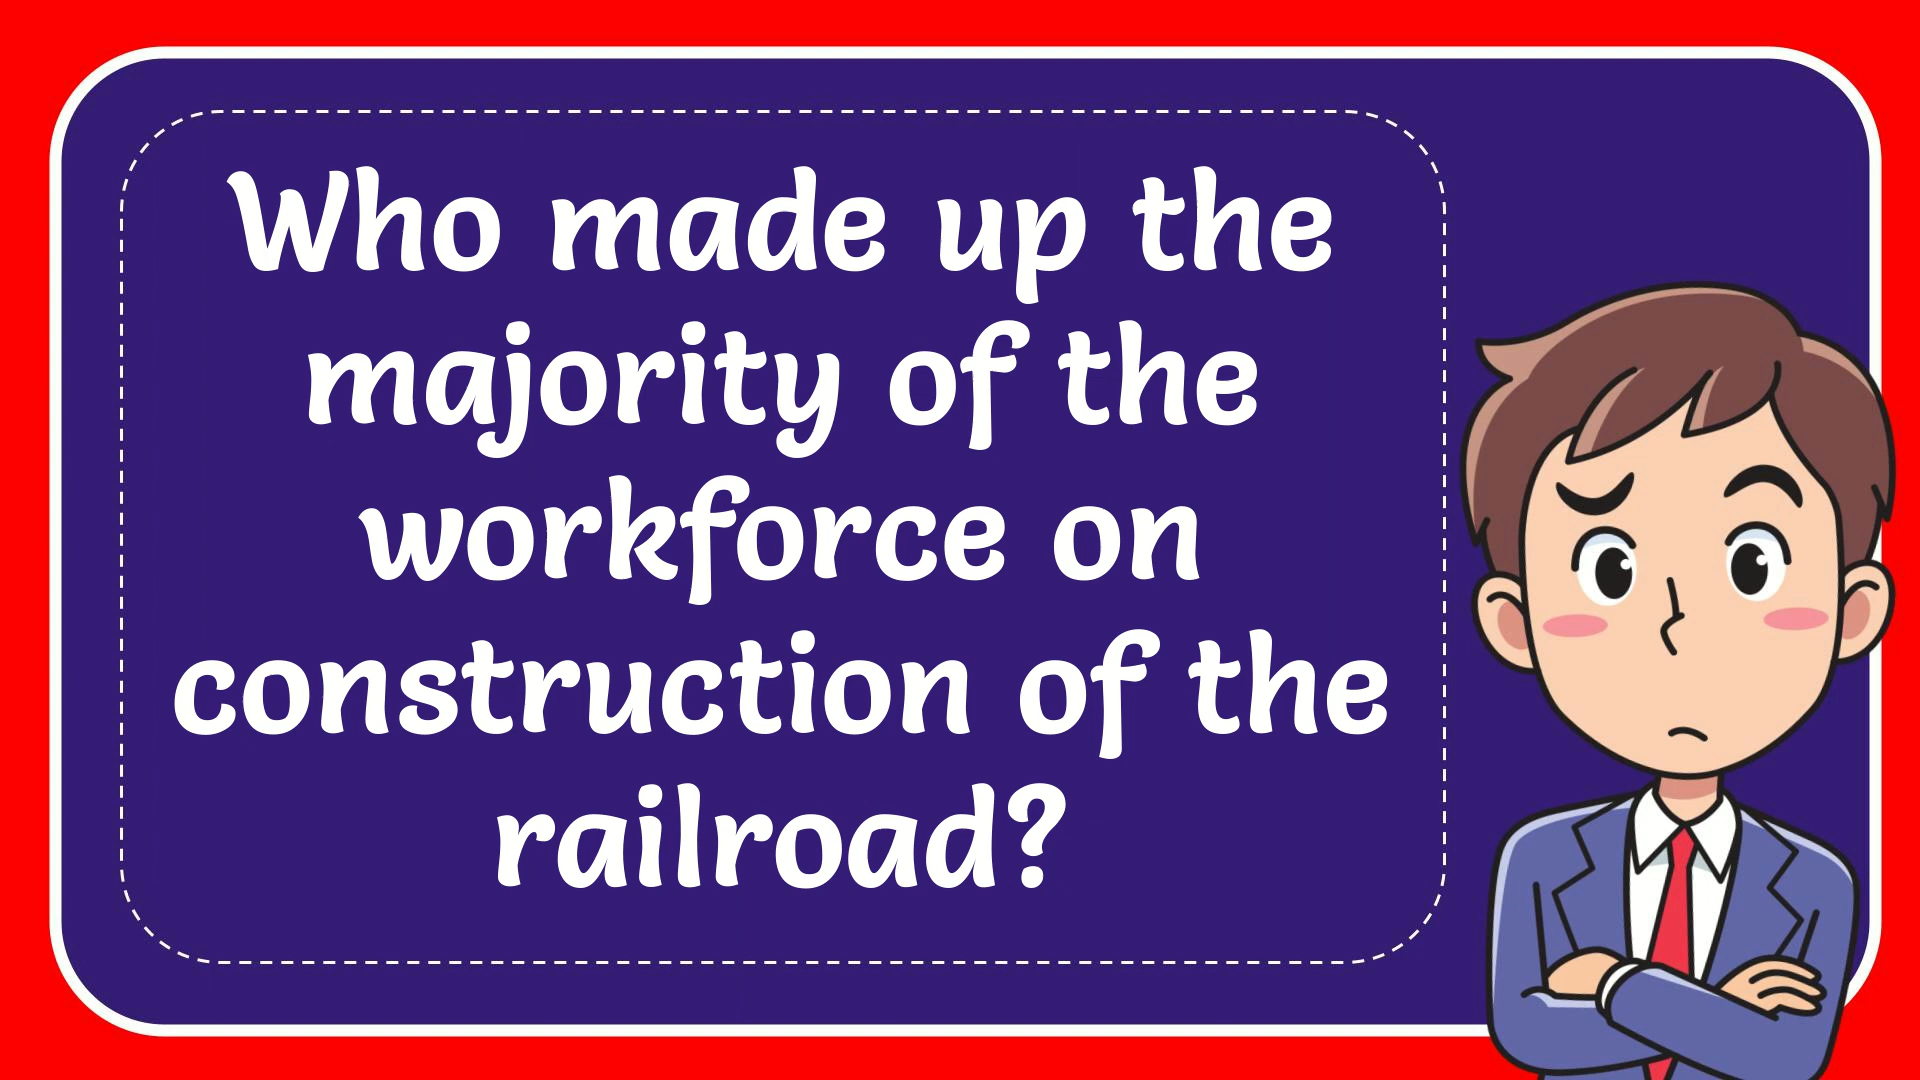 Who made up the
majority of the
workforce on
construction of the
railroad?